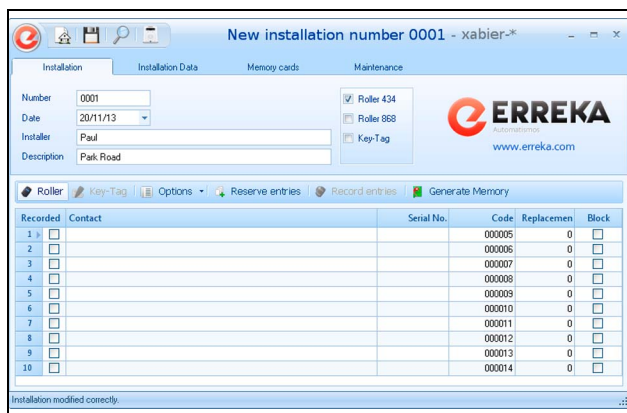 New installation number 0001 - xabier-*
Installation Installation Data Memory cards Maintenance
Number 0001
Date 20/11/13
Installer Paul
Description Park Road
Roller 434
Roller 868
Key-Tag
ERREKA
Automatismos
www.erreka.com
Roller Key-Tag Options Reserve entries Record entries Generate Memory
Recorded Contact Serial No. Code Replacemen Block
1 000005 0
2 000006 0
3 000007 0
4 000008 0
5 000009 0
6 000010 0
7 000011 0
8 000012 0
9 000013 0
10 000014 0
Installation modified correctly.